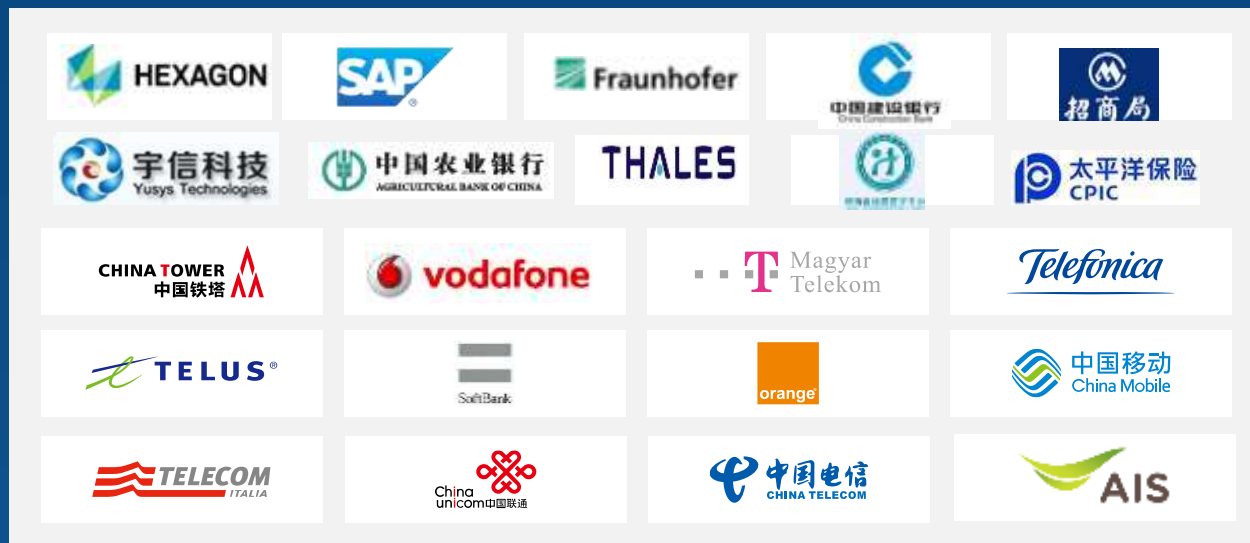 HEXAGON
SAP
®
Fraunhofer
中国建设银行
China Construction Bank
招商局
宇信科技
Yusys Technologies
中国农业银行
AGRICULTURAL BANK OF CHINA
THALES
太平洋保险
CPIC
CHINA TOWER
中国铁塔
vodafone
T
Magyar
Telekom
Telefonica
TELUS®
SoftBank
orange
中国移动
China Mobile
TELECOM
ITALIA
China
unicom中国联通
中国电信
CHINA TELECOM
AIS